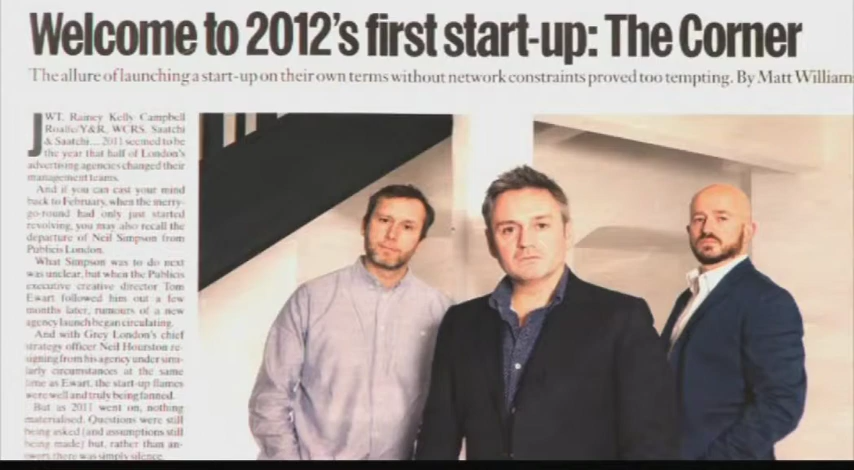 Welcome to 2012's first start-up: The Corner
The allure of launching a start-up on their own terms without network constraints proved too tempting. By Matt William
JWT, Rainey Kelly Campbell
Roalfe/Y&R, WCRS, Saatchi
& Saatchi... 2011 seemed to be
the year that half of London's
advertising agencies changed their
management teams.
And if you can cast your mind
back to February, when the merry-
go-round had only just started
revolving, you may also recall the
departure of Neil Simpson from
Publicis London.
What Simpson was to do next
was unclear, but when the Publicis
executive creative director Tom
Ewart followed him out a few
months later, rumours of a new
agency launch began circulating.
And with Grey London's chief
strategy officer Neil Hourston re-
signing from his agency under simi-
larly circumstances at the same
time as Ewart, the start-up flames
were well and truly being fanned.
But as 2011 went on, nothing
materialised. Questions were still
being asked (and assumptions still
being made) but, rather than an-
swers there was simply silence.